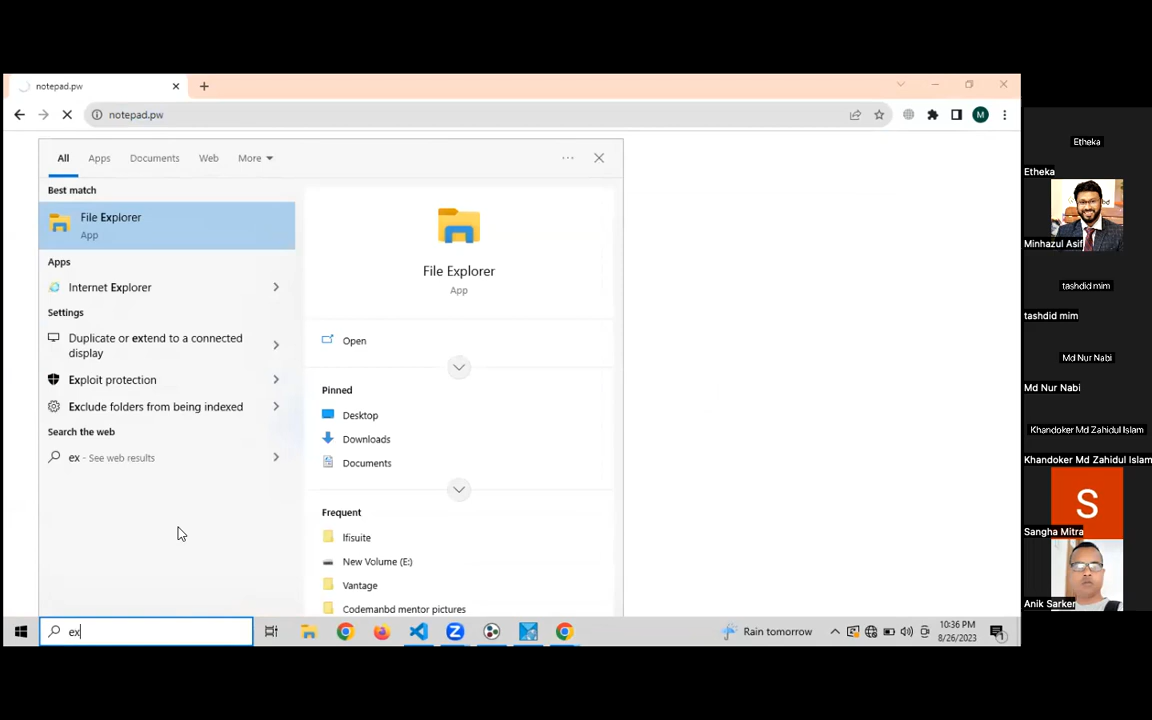 notepad.pw
notepad.pw
M
All Apps Documents Web More
Best match
File Explorer
App
Apps
Internet Explorer
Settings
Duplicate or extend to a connected
display
Exploit protection
Exclude folders from being indexed
Search the web
ex - See web results
File Explorer
App
Open
Pinned
Desktop
Downloads
Documents
Frequent
lfisuite
New Volume (E:)
Vantage
Codemanbd mentor pictures
ex
Rain tomorrow
10:36 PM
8/26/2023
1
Etheka
Etheka
Minhazul Asif
tashdid mim
tashdid mim
Md Nur Nabi
Md Nur Nabi
Khandoker Md Zahidul Islam
Khandoker Md Zahidul Islam
S
Sangha Mitra
Anik Sarker